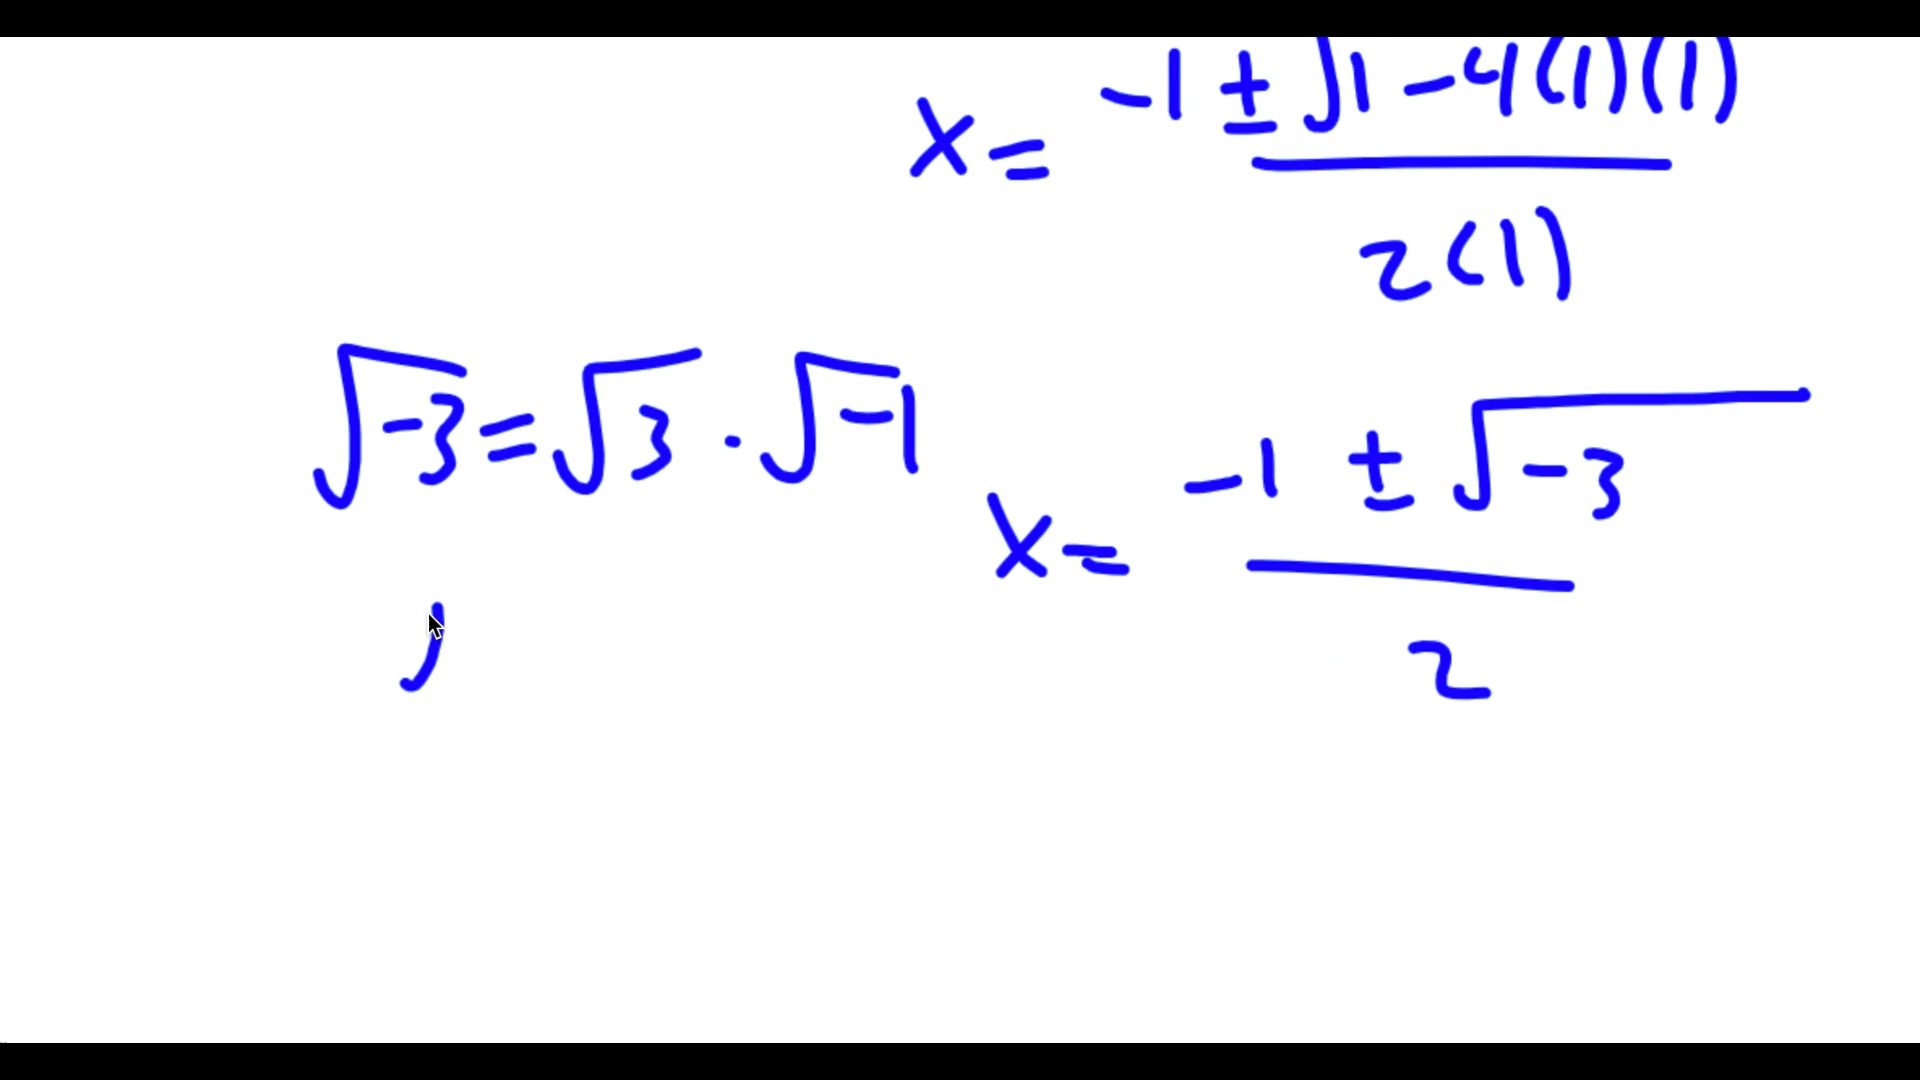 x = -1 ± √1 - 4(1)(1)
2(1)
√-3 = √3 · √-1
x = -1 ± √-3
2